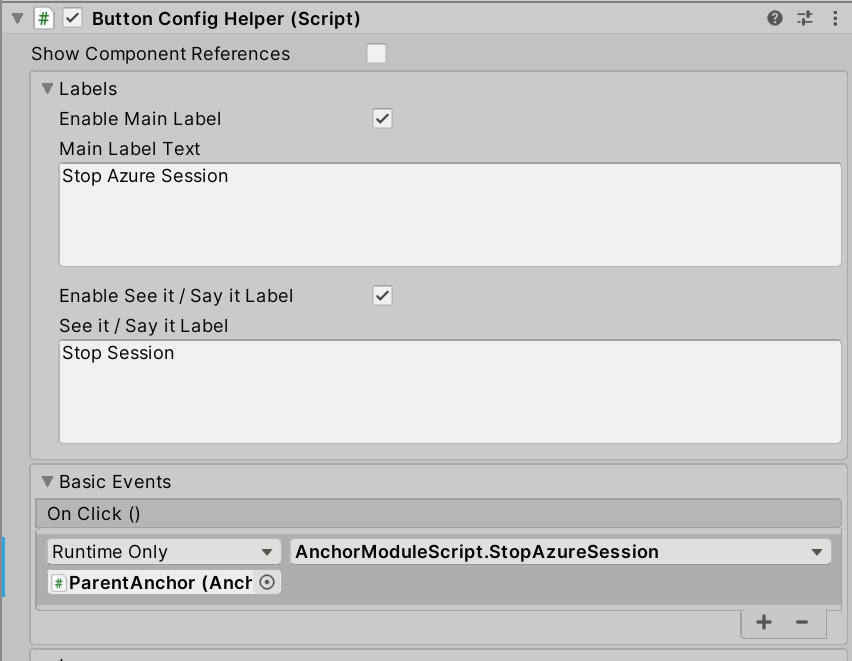 Button Config Helper (Script)
Show Component References
Labels
Enable Main Label
Main Label Text
Stop Azure Session
Enable See it / Say it Label
See it / Say it Label
Stop Session
Basic Events
On Click ()
Runtime Only AnchorModuleScript.StopAzureSession
# ParentAnchor (Anch